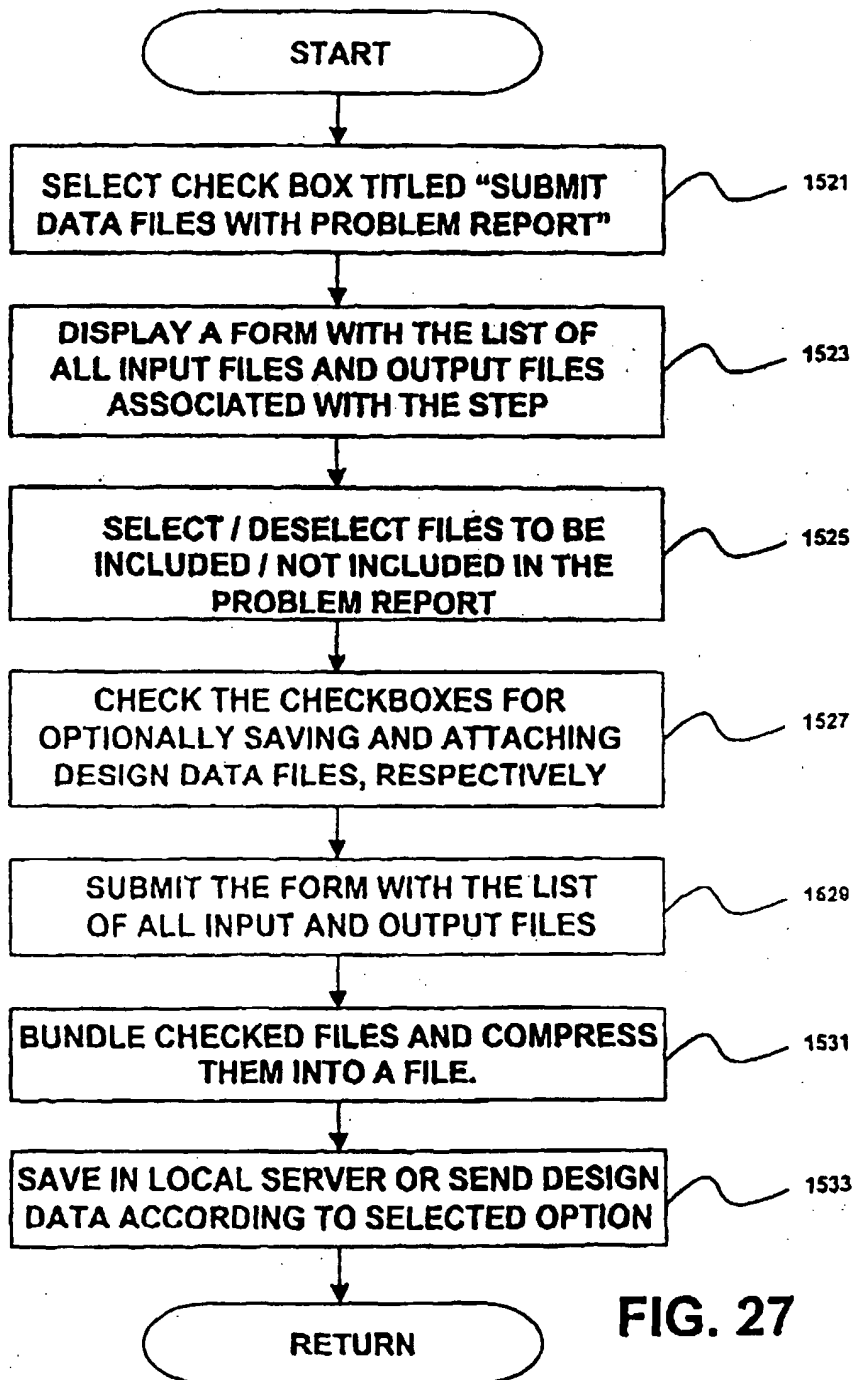 START
SELECT CHECK BOX TITLED “SUBMIT
DATA FILES WITH PROBLEM REPORT”
1521
DISPLAY A FORM WITH THE LIST OF
ALL INPUT FILES AND OUTPUT FILES
ASSOCIATED WITH THE STEP
1523
SELECT / DESELECT FILES TO BE
INCLUDED / NOT INCLUDED IN THE
PROBLEM REPORT
1525
CHECK THE CHECKBOXES FOR
OPTIONALLY SAVING AND ATTACHING
DESIGN DATA FILES, RESPECTIVELY
1527
SUBMIT THE FORM WITH THE LIST
OF ALL INPUT AND OUTPUT FILES
1529
BUNDLE CHECKED FILES AND COMPRESS
THEM INTO A FILE.
1531
SAVE IN LOCAL SERVER OR SEND DESIGN
DATA ACCORDING TO SELECTED OPTION
1533
RETURN
FIG. 27